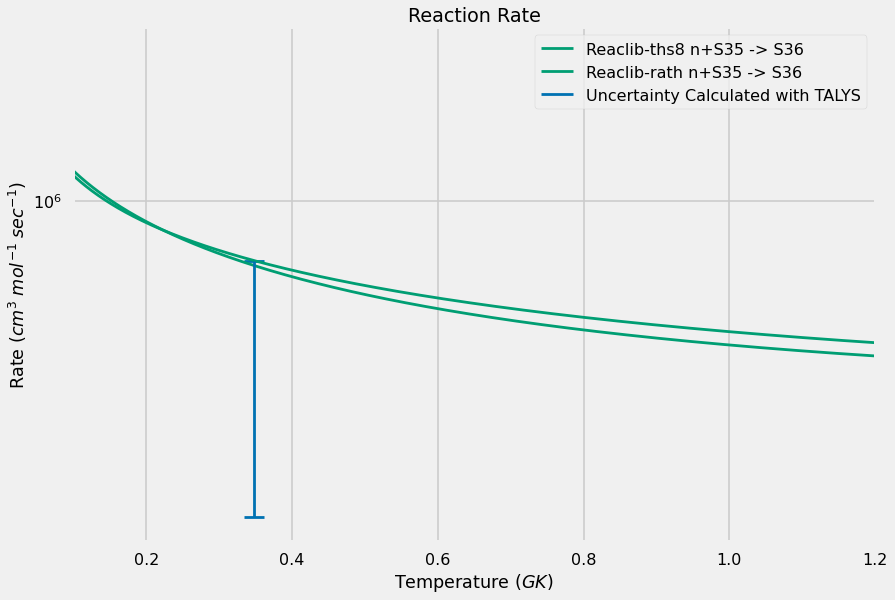 Reaction Rate
Reaclib-ths8 n+S35 -> S36
Reaclib-rath n+S35 -> S36
Uncertainty Calculated with TALYS
Rate (cm³ mol⁻¹ sec⁻¹)
10⁶
0.2 0.4 0.6 0.8 1.0 1.2
Temperature (GK)